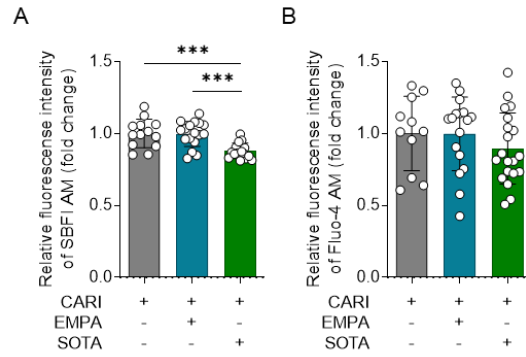 A
Relative fluorescense intensity
of SBFI AM (fold change)
1.5
1.0
0.5
0.0
***
***
CARI + + +
EMPA - + -
SOTA - - +
B
Relative fluorescense intensity
of Fluo-4 AM (fold change)
1.5
1.0
0.5
0.0
CARI + + +
EMPA - + -
SOTA - - +